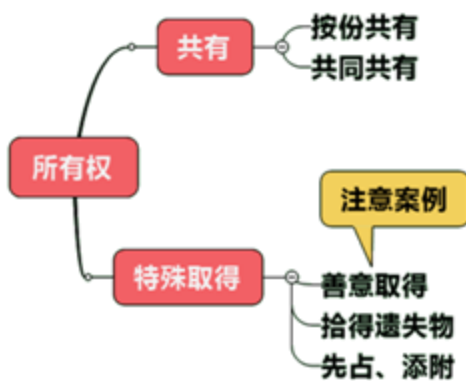 共有
按份共有
共同共有
所有权
注意案例
特殊取得
善意取得
拾得遗失物
先占、添附